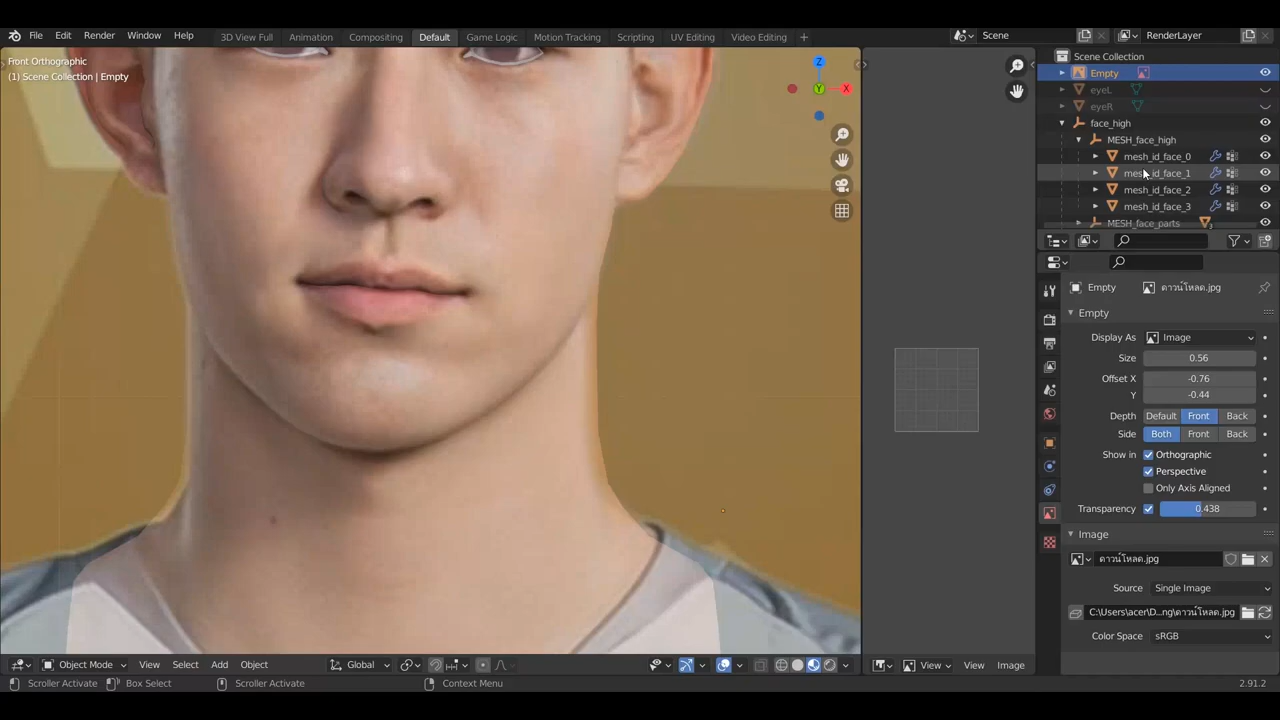 File Edit Render Window Help
3D View Full Animation Compositing Default Game Logic Motion Tracking Scripting UV Editing Video Editing
Scene
RenderLayer
Front Orthographic
(1) Scene Collection | Empty
Z
Y
X
Scene Collection
Empty
eyeL
eyeR
face_high
MESH_face_high
mesh_id_face_0
mesh_id_face_1
mesh_id_face_2
mesh_id_face_3
MESH_face_parts 3
Empty ดาวน์โหลด.jpg
Empty
Display As Image
Size 0.56
Offset X -0.76
Y -0.44
Depth Default Front Back
Side Both Front Back
Show in Orthographic
Perspective
Only Axis Aligned
Transparency 0.438
Image
ดาวน์โหลด.jpg
Source Single Image
C:\Users\acer\D...ng\ดาวน์โหลด.jpg
Color Space sRGB
Object Mode View Select Add Object Global
View View Image
Scroller Activate Box Select Scroller Activate Context Menu 2.91.2